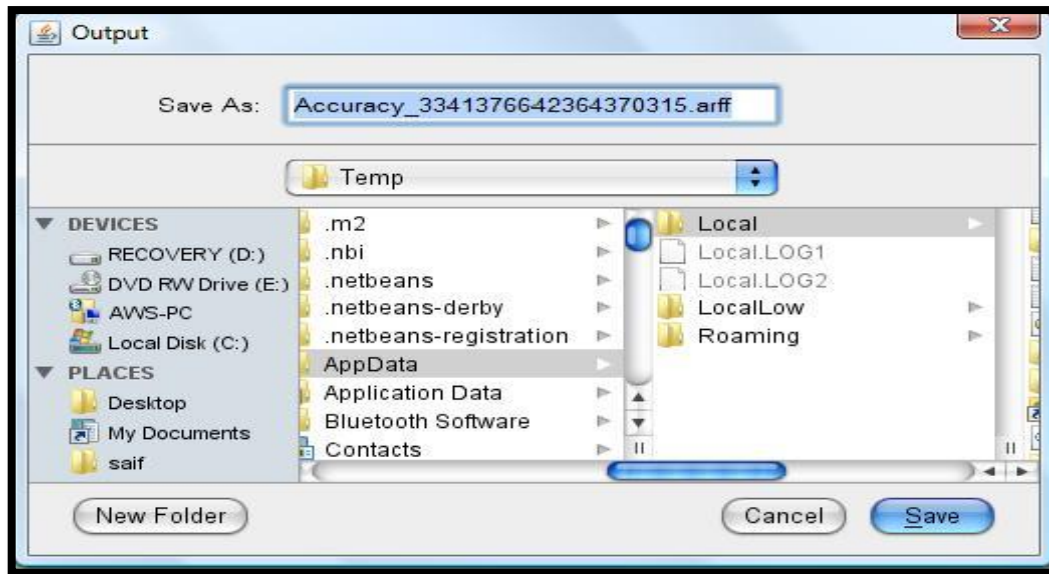 Output
Save As: Accuracy_3341376642364370315.arff
Temp
DEVICES
RECOVERY (D:)
DVD RW Drive (E:)
AWS-PC
Local Disk (C:)
PLACES
Desktop
My Documents
saif
.m2
.nbi
.netbeans
.netbeans-derby
.netbeans-registration
AppData
Application Data
Bluetooth Software
Contacts
Local
Local.LOG1
Local.LOG2
LocalLow
Roaming
New Folder
Cancel
Save